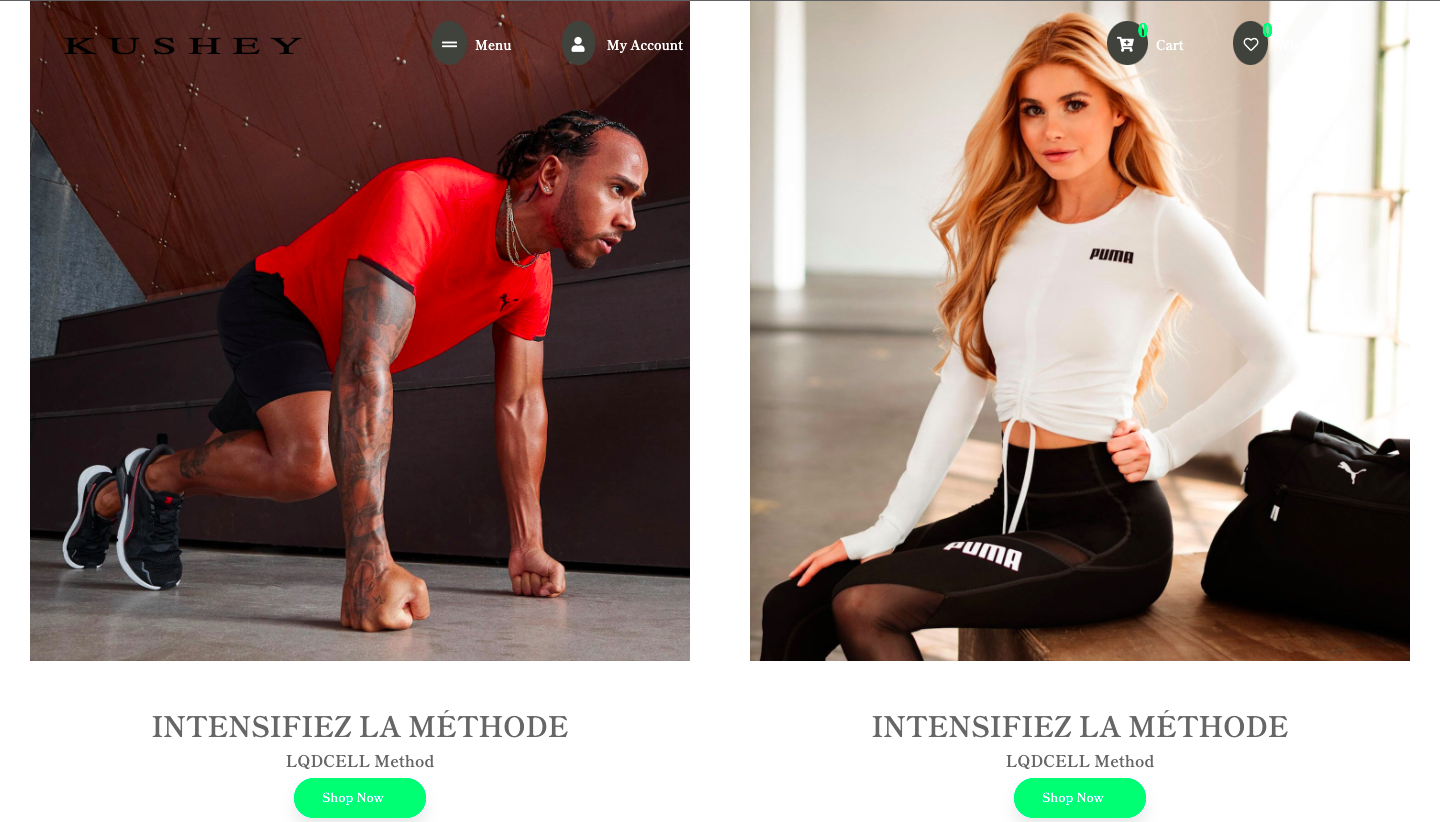 KUSHEY
Menu
My Account
0
Cart
0
PUMA
PUMA
INTENSIFIEZ LA MÉTHODE
LQDCELL Method
Shop Now
INTENSIFIEZ LA MÉTHODE
LQDCELL Method
Shop Now